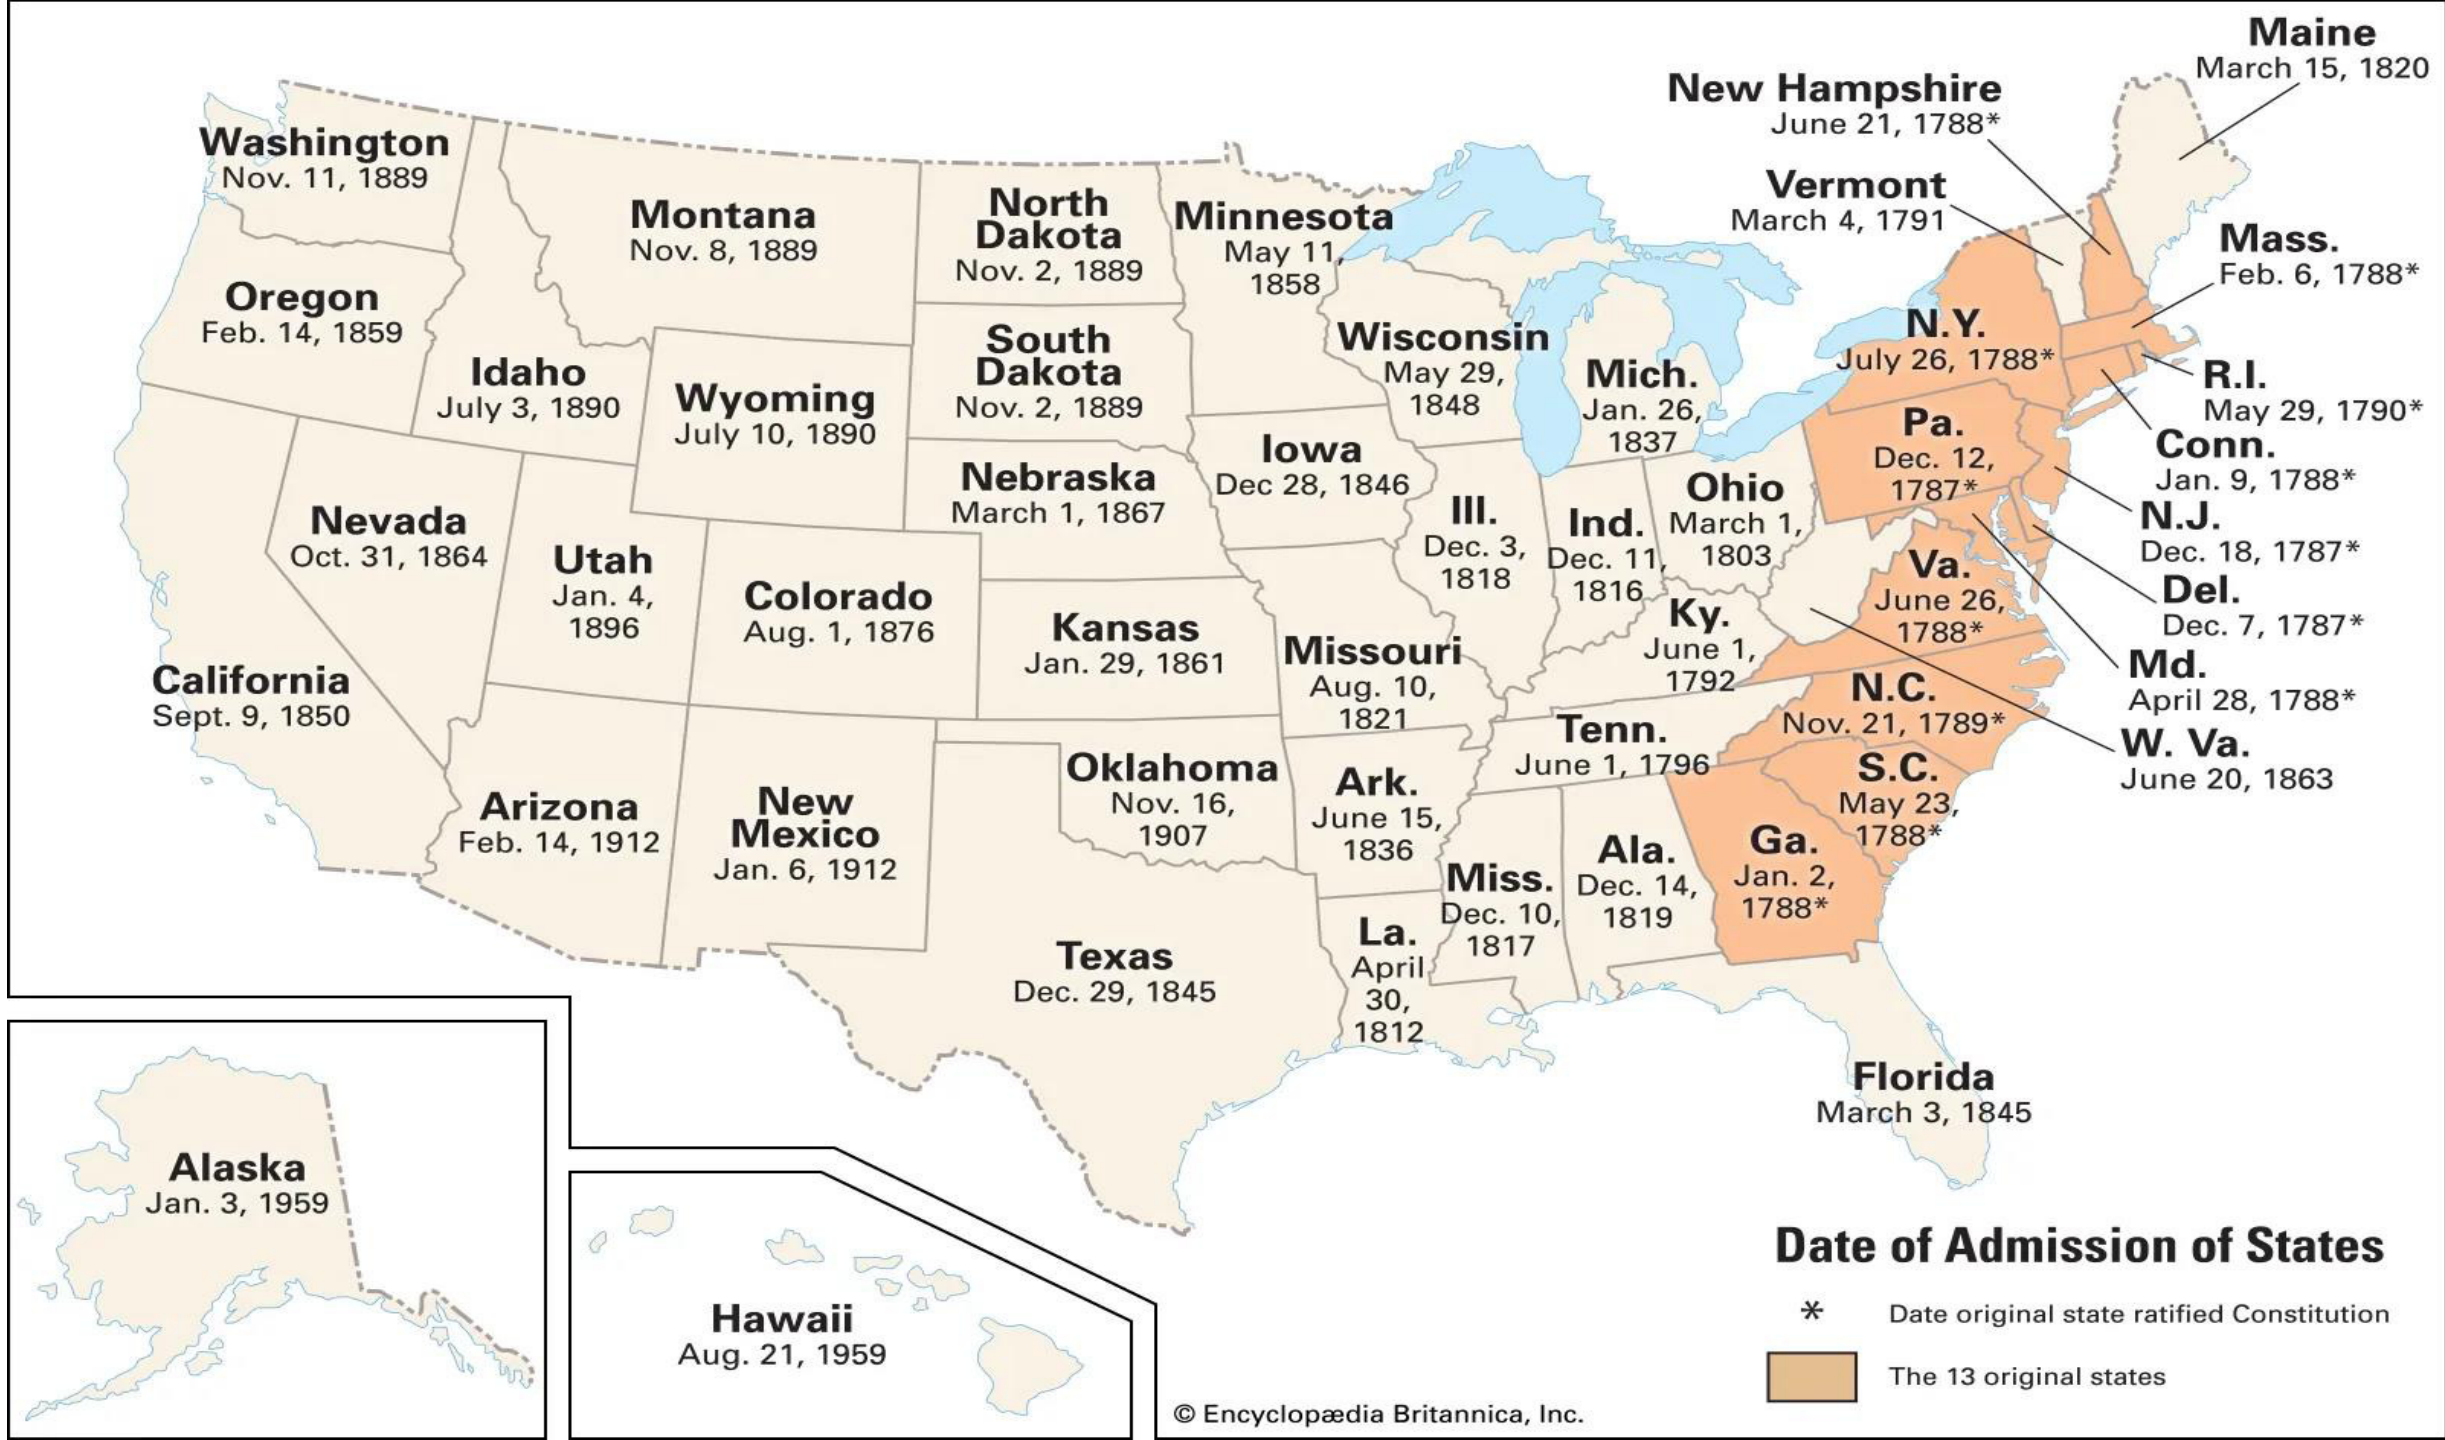 Maine
March 15, 1820
New Hampshire
June 21, 1788*
Vermont
March 4, 1791
Mass.
Feb. 6, 1788*
R.I.
May 29, 1790*
Conn.
Jan. 9, 1788*
N.J.
Dec. 18, 1787*
Del.
Dec. 7, 1787*
Md.
April 28, 1788*
W. Va.
June 20, 1863
Washington
Nov. 11, 1889
Oregon
Feb. 14, 1859
Idaho
July 3, 1890
Montana
Nov. 8, 1889
Wyoming
July 10, 1890
North
Dakota
Nov. 2, 1889
South
Dakota
Nov. 2, 1889
Minnesota
May 11,
1858
Wisconsin
May 29,
1848
Mich.
Jan. 26,
1837
N.Y.
July 26, 1788*
Pa.
Dec. 12,
1787*
Nebraska
March 1, 1867
Iowa
Dec 28, 1846
Ill.
Dec. 3,
1818
Ind.
Dec. 11,
1816
Ohio
March 1,
1803
Nevada
Oct. 31, 1864
Utah
Jan. 4,
1896
Colorado
Aug. 1, 1876
Kansas
Jan. 29, 1861
Missouri
Aug. 10,
1821
Ky.
June 1,
1792
Va.
June 26,
1788*
California
Sept. 9, 1850
Arizona
Feb. 14, 1912
New
Mexico
Jan. 6, 1912
Oklahoma
Nov. 16,
1907
Ark.
June 15,
1836
Tenn.
June 1, 1796
N.C.
Nov. 21, 1789*
S.C.
May 23,
1788*
Ga.
Jan. 2,
1788*
Ala.
Dec. 14,
1819
Miss.
Dec. 10,
1817
La.
April
30,
1812
Texas
Dec. 29, 1845
Florida
March 3, 1845
Alaska
Jan. 3, 1959
Hawaii
Aug. 21, 1959
Date of Admission of States
* Date original state ratified Constitution
The 13 original states
© Encyclopædia Britannica, Inc.